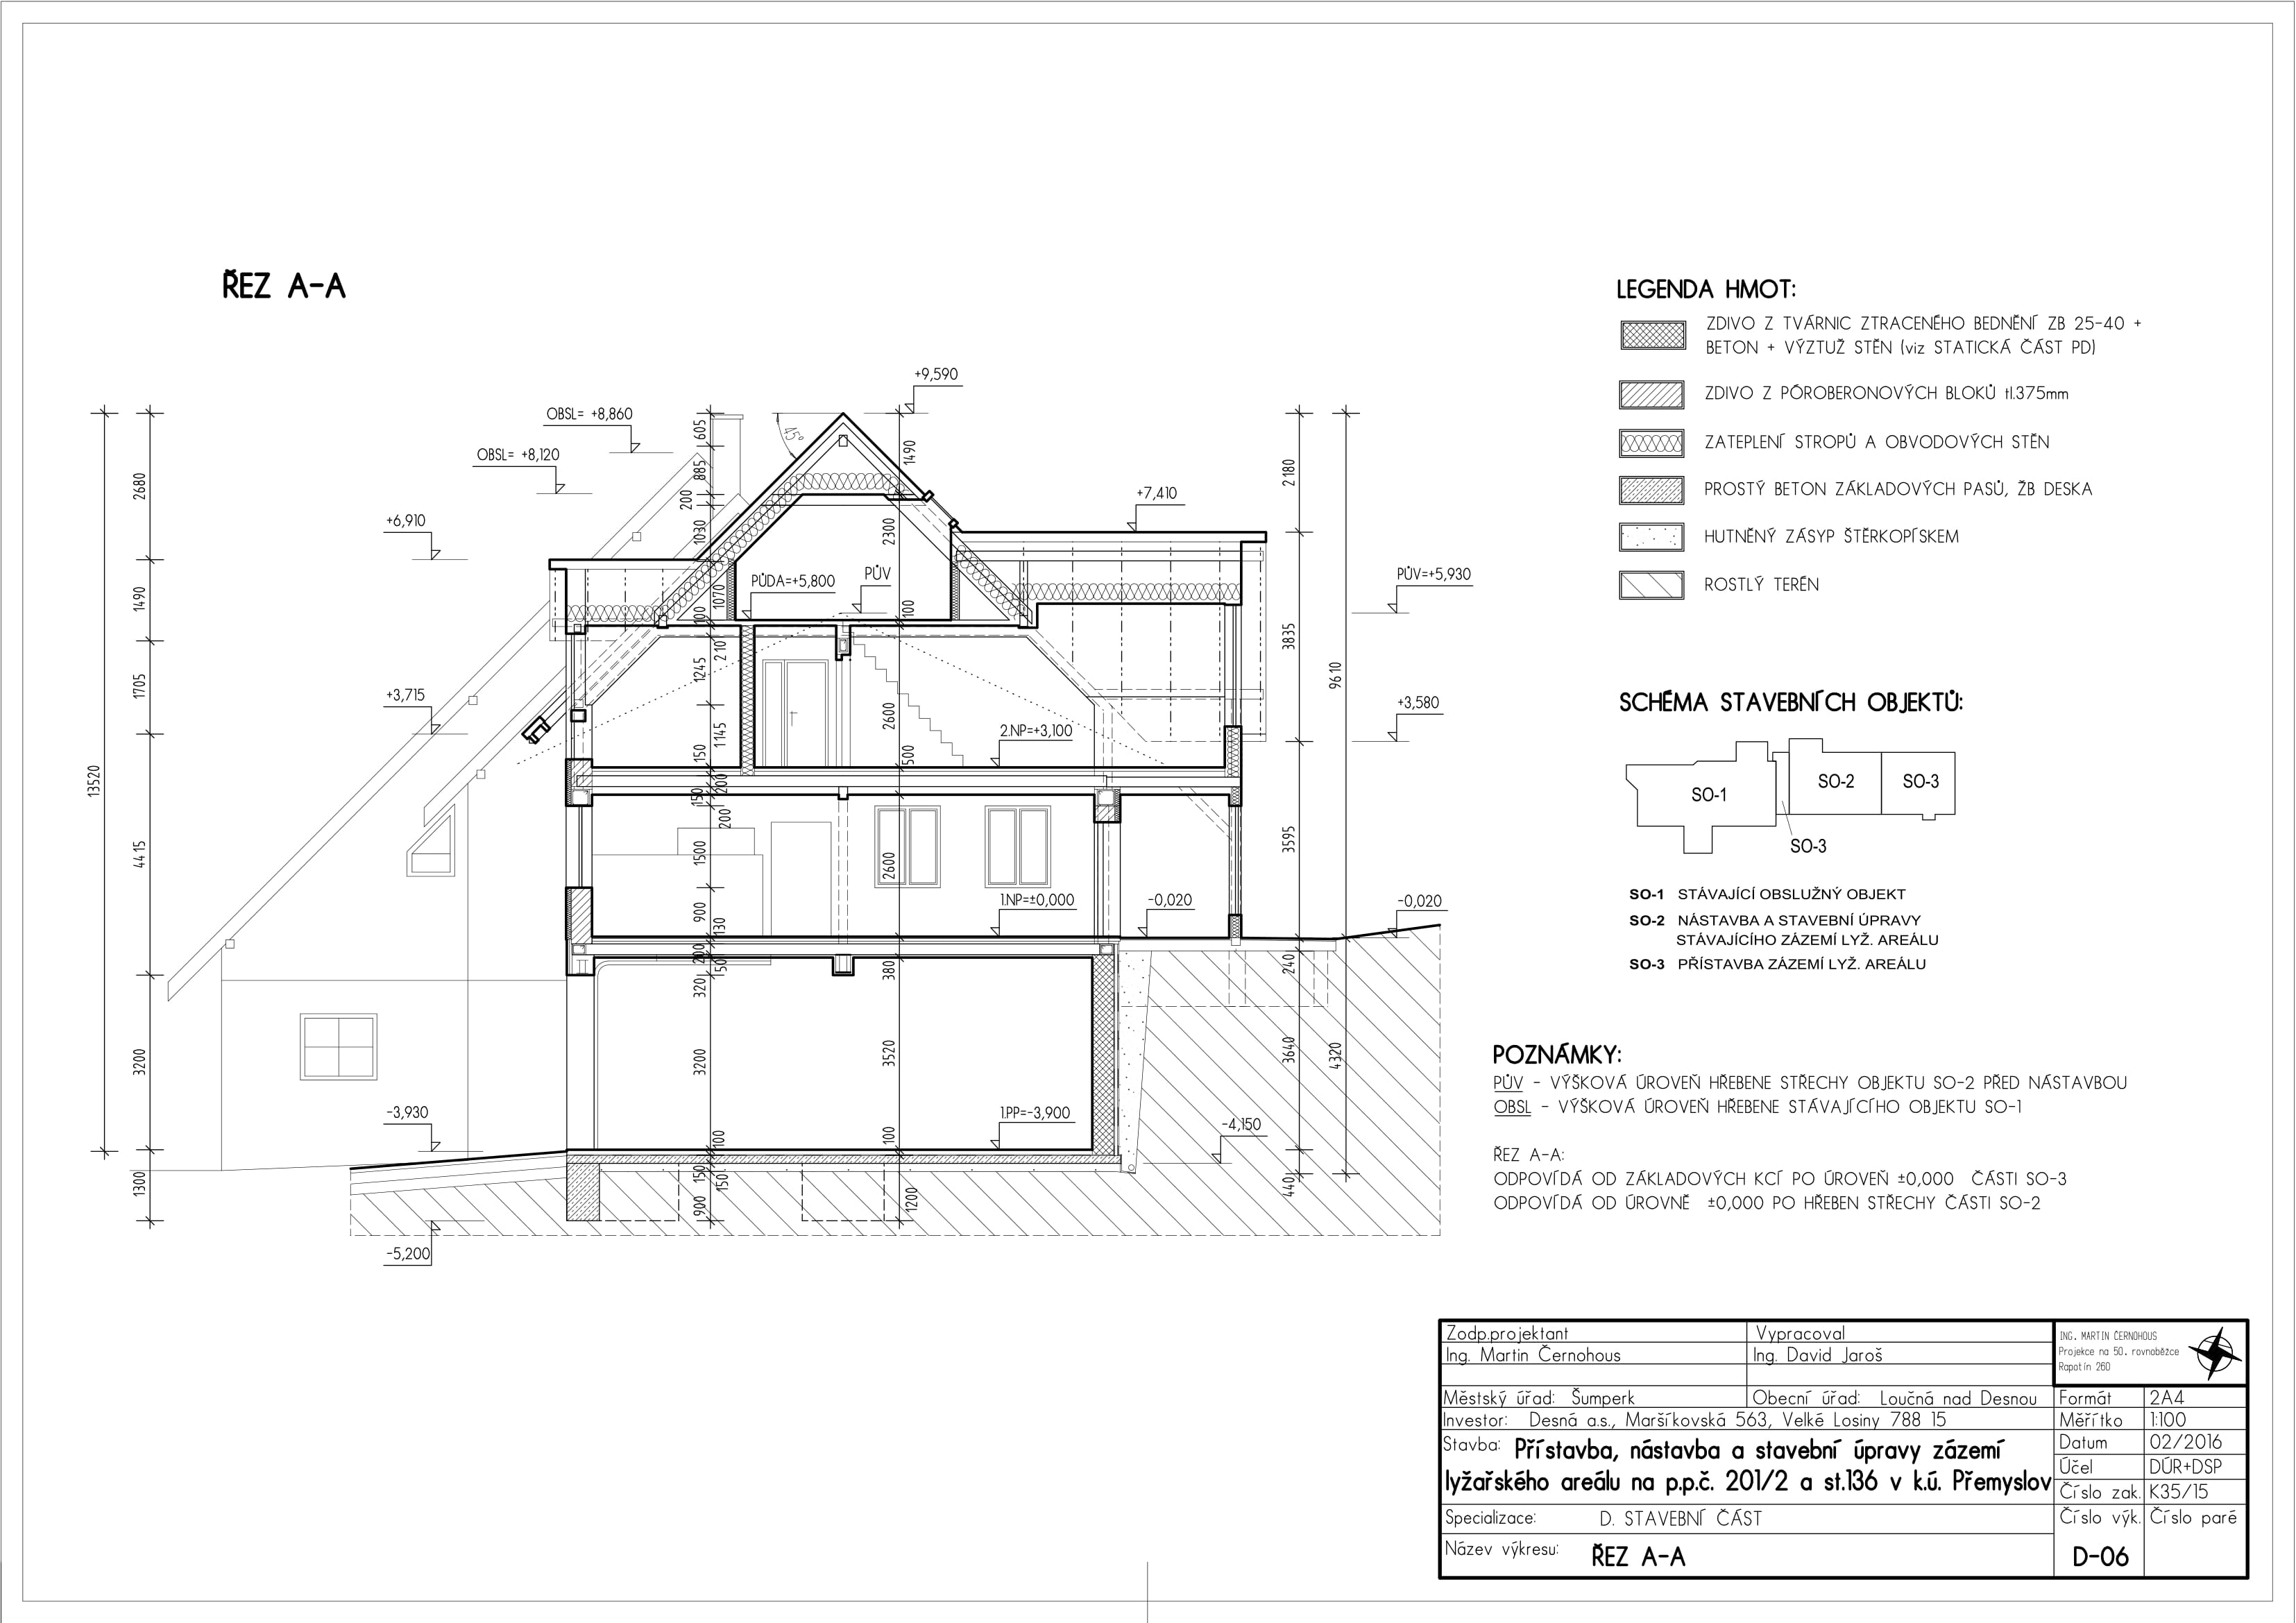 ŘEZ A-A
+9,590
OBSL= +8,860
OBSL= +8,120
+7,410
+6,910
PŮV=+5,930
PŮDA=+5,800
PŮV
45°
+3,715
+3,580
2.NP=+3,100
1.NP=±0,000
-0,020
-0,020
1.PP=-3,900
-3,930
-4,150
-5,200
13520
2680
1490
1705
4415
3200
1300
605
885
200
1030
1070
100
210
1245
1145
150
200
150
200
1500
900
130
200
50
320
3200
100
150
150
900
1490
2300
100
2600
500
2600
380
3520
100
1200
2180
3835
3595
240
3640
440
9610
4320
LEGENDA HMOT:
ZDIVO Z TVÁRNIC ZTRACENÉHO BEDNĚNÍ ZB 25-40 +
BETON + VÝZTUŽ STĚN (viz STATICKÁ ČÁST PD)
ZDIVO Z PÓROBERONOVÝCH BLOKŮ tl.375mm
ZATEPLENÍ STROPŮ A OBVODOVÝCH STĚN
PROSTÝ BETON ZÁKLADOVÝCH PASŮ, ŽB DESKA
HUTNĚNÝ ZÁSYP ŠTĚRKOPÍSKEM
ROSTLÝ TERÉN
SCHÉMA STAVEBNÍCH OBJEKTŮ:
SO-1
SO-2
SO-3
SO-3
SO-1 STÁVAJÍCÍ OBSLUŽNÝ OBJEKT
SO-2 NÁSTAVBA A STAVEBNÍ ÚPRAVY
STÁVAJÍCÍHO ZÁZEMÍ LYŽ. AREÁLU
SO-3 PŘÍSTAVBA ZÁZEMÍ LYŽ. AREÁLU
POZNÁMKY:
PŮV - VÝŠKOVÁ ÚROVEŇ HŘEBENE STŘECHY OBJEKTU SO-2 PŘED NÁSTAVBOU
OBSL - VÝŠKOVÁ ÚROVEŇ HŘEBENE STÁVAJÍCÍHO OBJEKTU SO-1
ŘEZ A-A:
ODPOVÍDÁ OD ZÁKLADOVÝCH KCÍ PO ÚROVEŇ ±0,000 ČÁSTI SO-3
ODPOVÍDÁ OD ÚROVNĚ ±0,000 PO HŘEBEN STŘECHY ČÁSTI SO-2
Zodp.projektant
Vypracoval
Ing. Martin Černohous
Ing. David Jaroš
ING. MARTIN ČERNOHOUS
Projekce na 50. rovnoběžce
Rapotín 260
Městský úřad: Šumperk
Obecní úřad: Loučná nad Desnou
Formát 2A4
Investor: Desná a.s., Maršíkovská 563, Velké Losiny 788 15
Měřítko 1:100
Stavba: Přístavba, nástavba a stavební úpravy zázemí
lyžařského areálu na p.p.č. 201/2 a st.136 v k.ú. Přemyslov
Datum 02/2016
Účel DÚR+DSP
Číslo zak. K35/15
Specializace: D. STAVEBNÍ ČÁST
Číslo výk. Číslo paré
Název výkresu: ŘEZ A-A
D-06